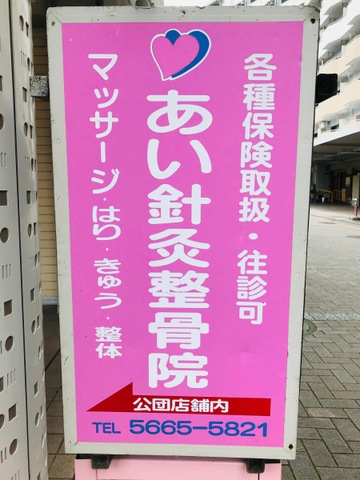 各種保険取扱・往診可
あい針灸整骨院
マッサージ・はり・きゅう・整体
公団店舗内
TEL 5665-5821